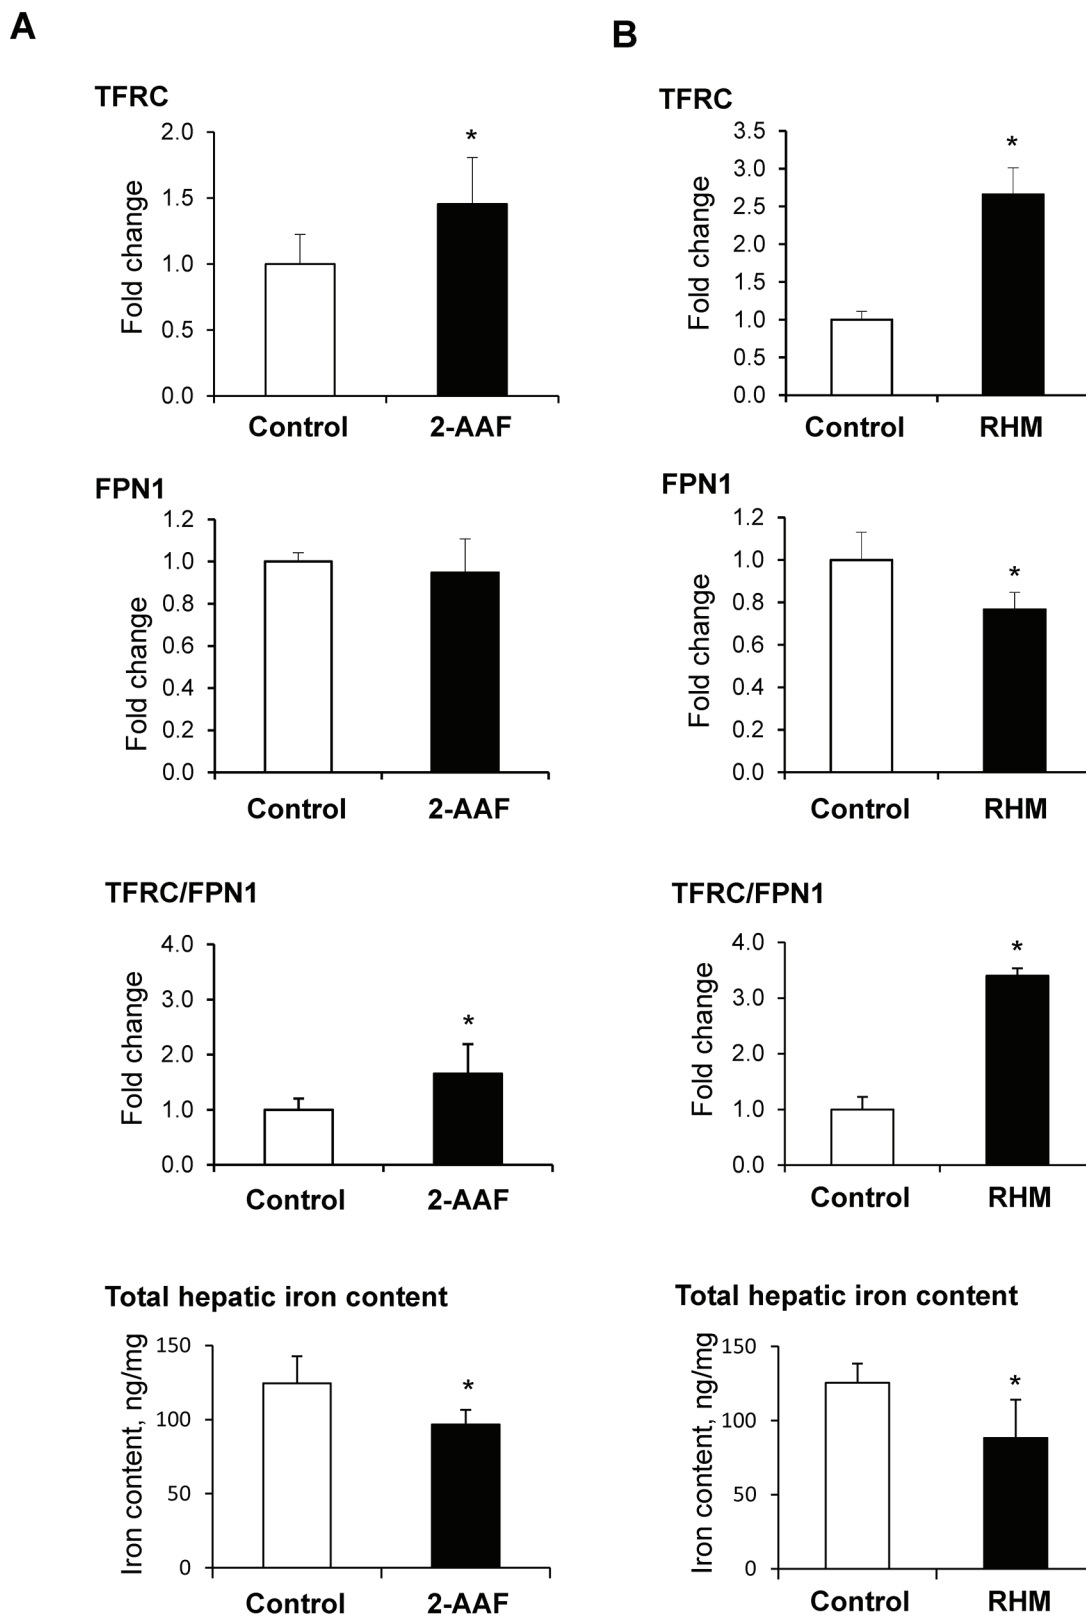 A
TFRC
Fold change
2.0
1.5
1.0
0.5
0.0
*
Control
2-AAF
FPN1
Fold change
1.2
1.0
0.8
0.6
0.4
0.2
0.0
Control
2-AAF
TFRC/FPN1
Fold change
4.0
3.0
2.0
1.0
0.0
*
Control
2-AAF
Total hepatic iron content
Iron content, ng/mg
150
100
50
0
*
Control
2-AAF
B
TFRC
Fold change
3.5
3.0
2.5
2.0
1.5
1.0
0.5
0.0
*
Control
RHM
FPN1
Fold change
1.2
1.0
0.8
0.6
0.4
0.2
0.0
*
Control
RHM
TFRC/FPN1
Fold change
4.0
3.0
2.0
1.0
0.0
*
Control
RHM
Total hepatic iron content
Iron content, ng/mg
150
100
50
0
*
Control
RHM